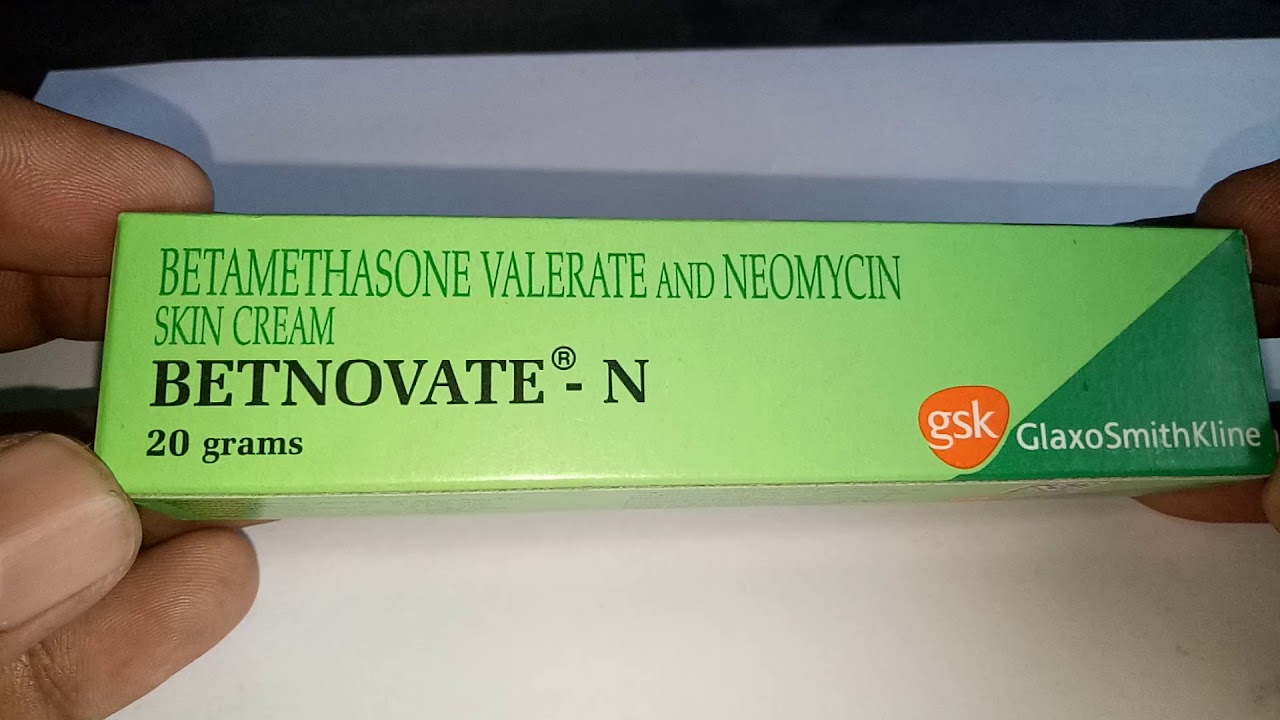 BETAMETHASONE VALERATE AND NEOMYCIN
SKIN CREAM
BETNOVATE®- N
20 grams
gsk GlaxoSmithKline